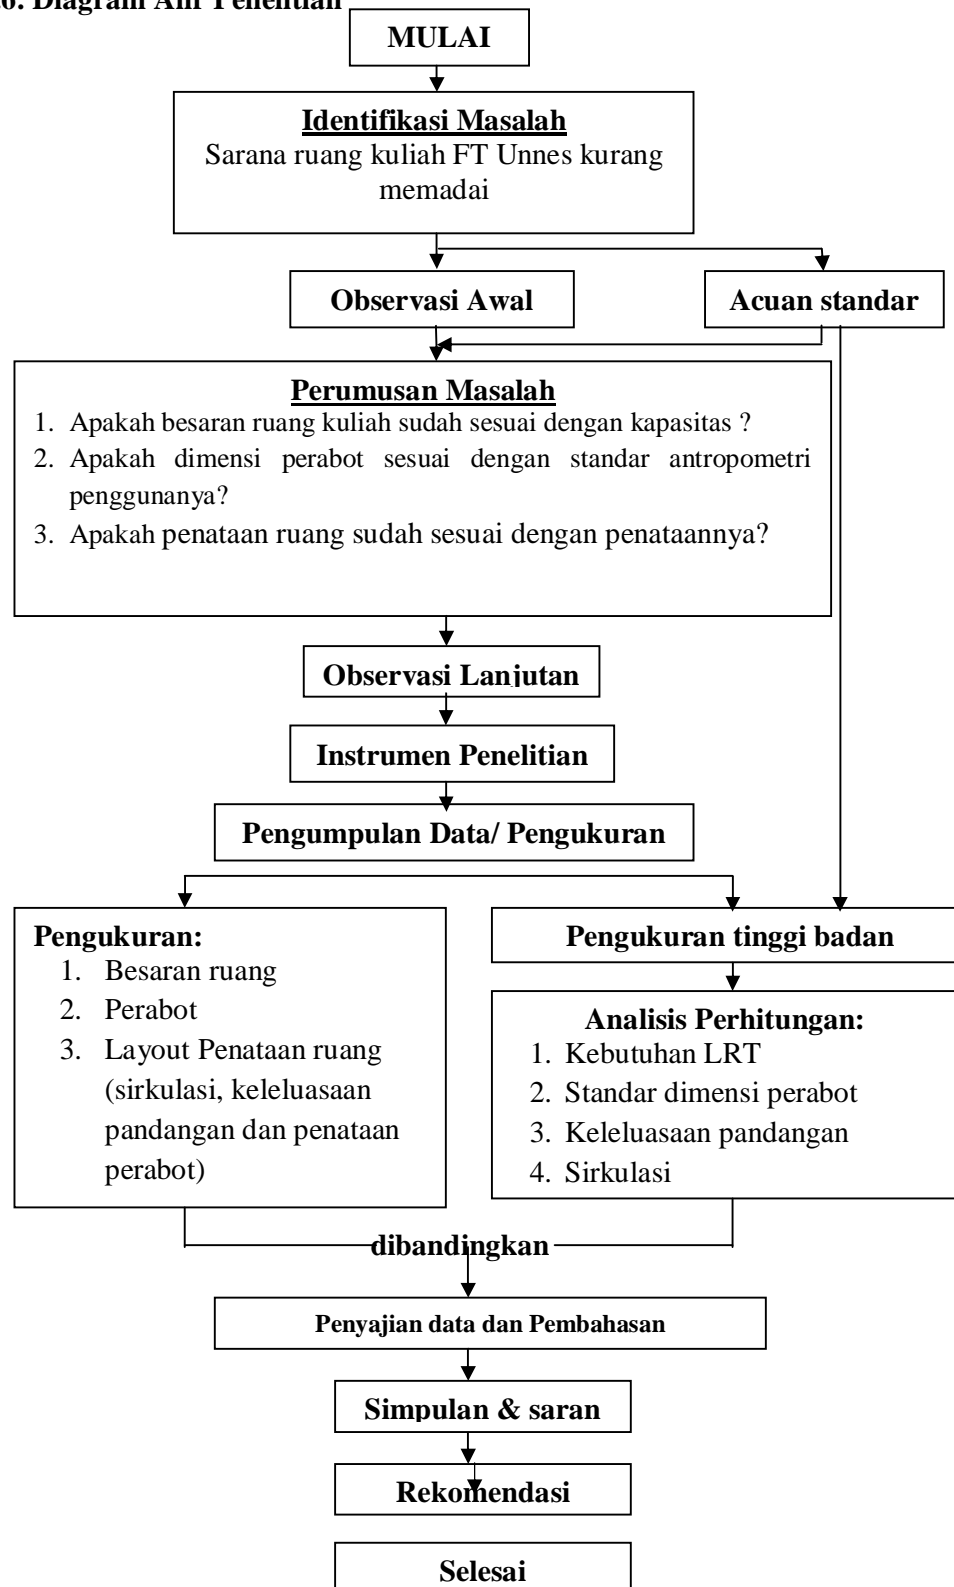 6. Diagram Alir Penelitian
MULAI
Identifikasi Masalah
Sarana ruang kuliah FT Unnes kurang
memadai
Observasi Awal
Acuan standar
Perumusan Masalah
1. Apakah besaran ruang kuliah sudah sesuai dengan kapasitas ?
2. Apakah dimensi perabot sesuai dengan standar antropometri
penggunanya?
3. Apakah penataan ruang sudah sesuai dengan penataannya?
Observasi Lanjutan
Instrumen Penelitian
Pengumpulan Data/ Pengukuran
Pengukuran:
1. Besaran ruang
2. Perabot
3. Layout Penataan ruang
(sirkulasi, keleluasaan
pandangan dan penataan
perabot)
Pengukuran tinggi badan
Analisis Perhitungan:
1. Kebutuhan LRT
2. Standar dimensi perabot
3. Keleluasaan pandangan
4. Sirkulasi
dibandingkan
Penyajian data dan Pembahasan
Simpulan & saran
Rekomendasi
Selesai